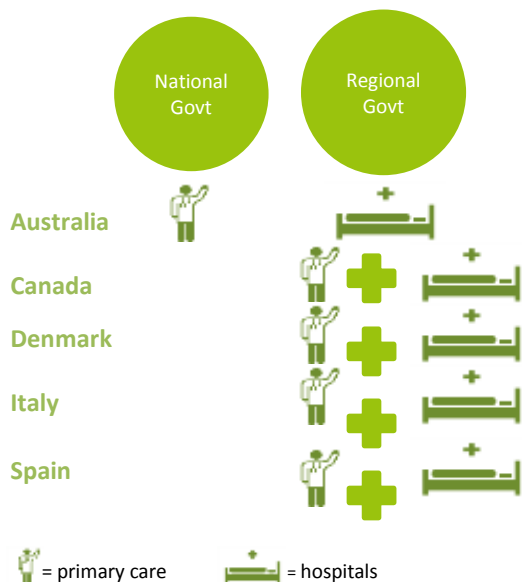 National
Govt
Regional
Govt
Australia
Canada
Denmark
Italy
Spain
= primary care
= hospitals